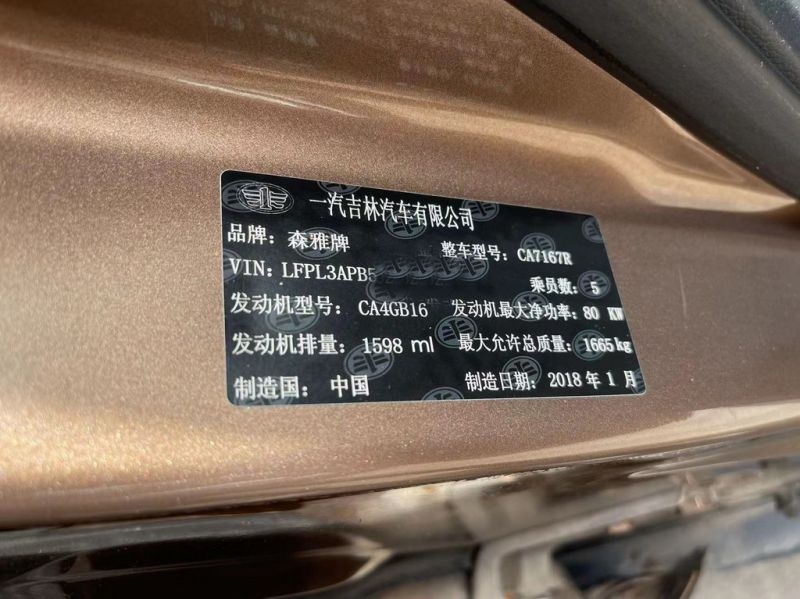 一汽吉林汽车有限公司
品牌：森雅牌 整车型号：CA7167R
VIN：LFPL3APB5
乘员数：5
发动机型号：CA4GB16 发动机最大净功率：80 KW
发动机排量：1598 ml 最大允许总质量：1665kg
制造国：中国 制造日期：2018 年 1 月